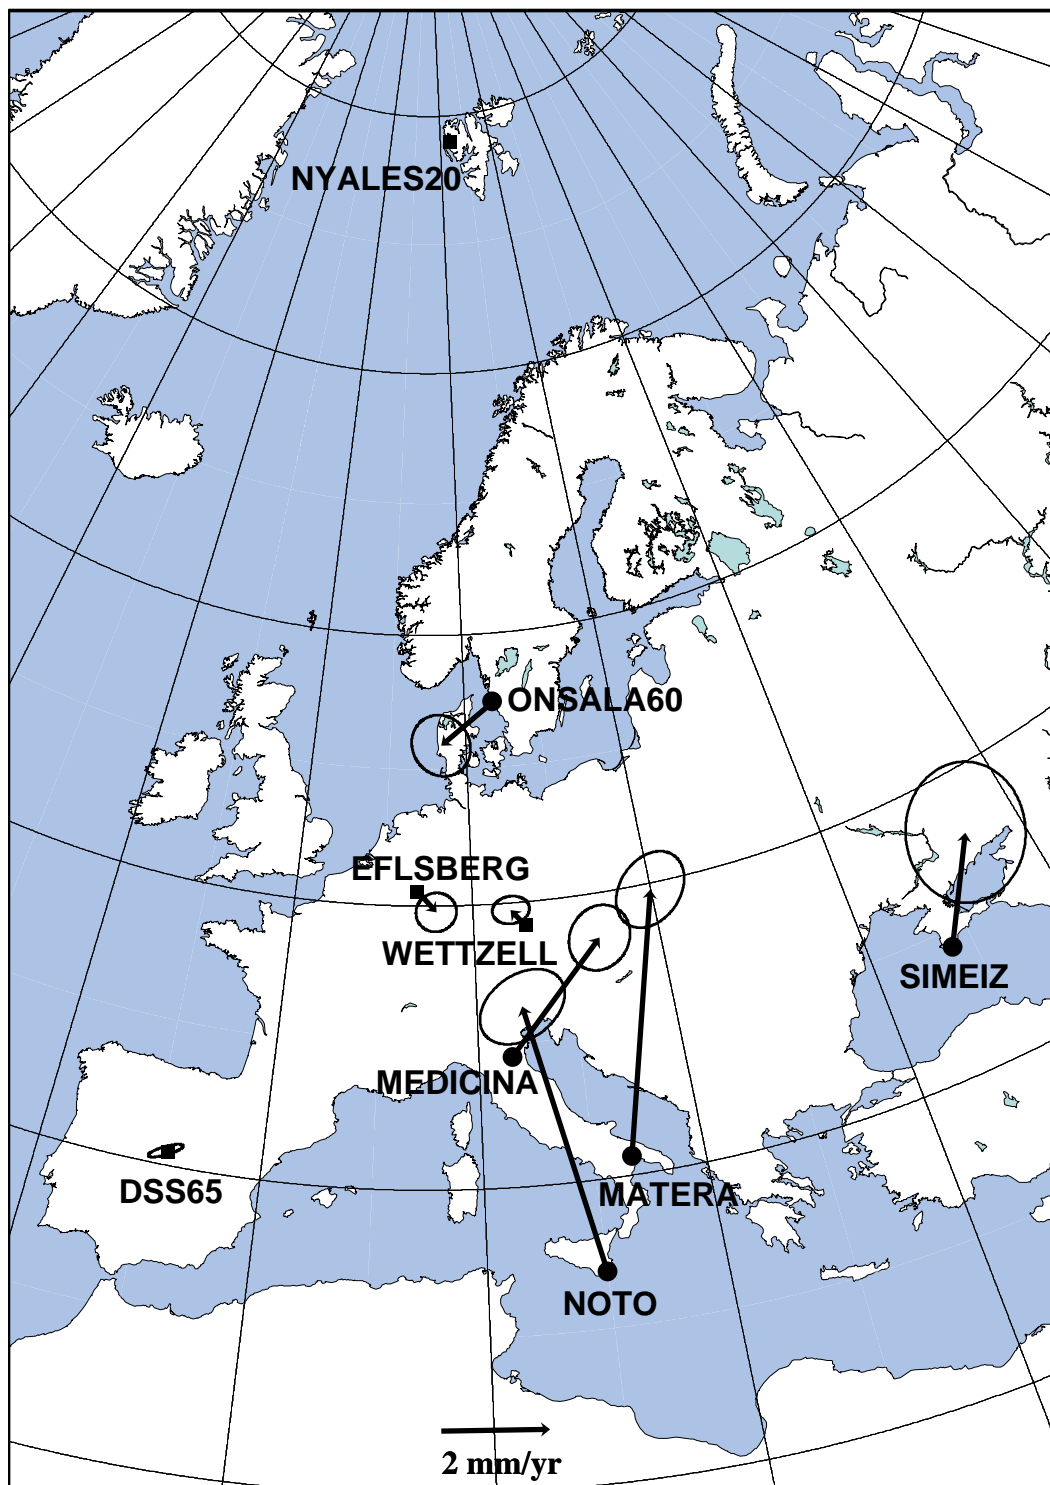 NYALES20
ONSALA60
EFLSBERG
WETTZELL
SIMEIZ
MEDICINA
DSS65
MATERA
NOTO
2 mm/yr